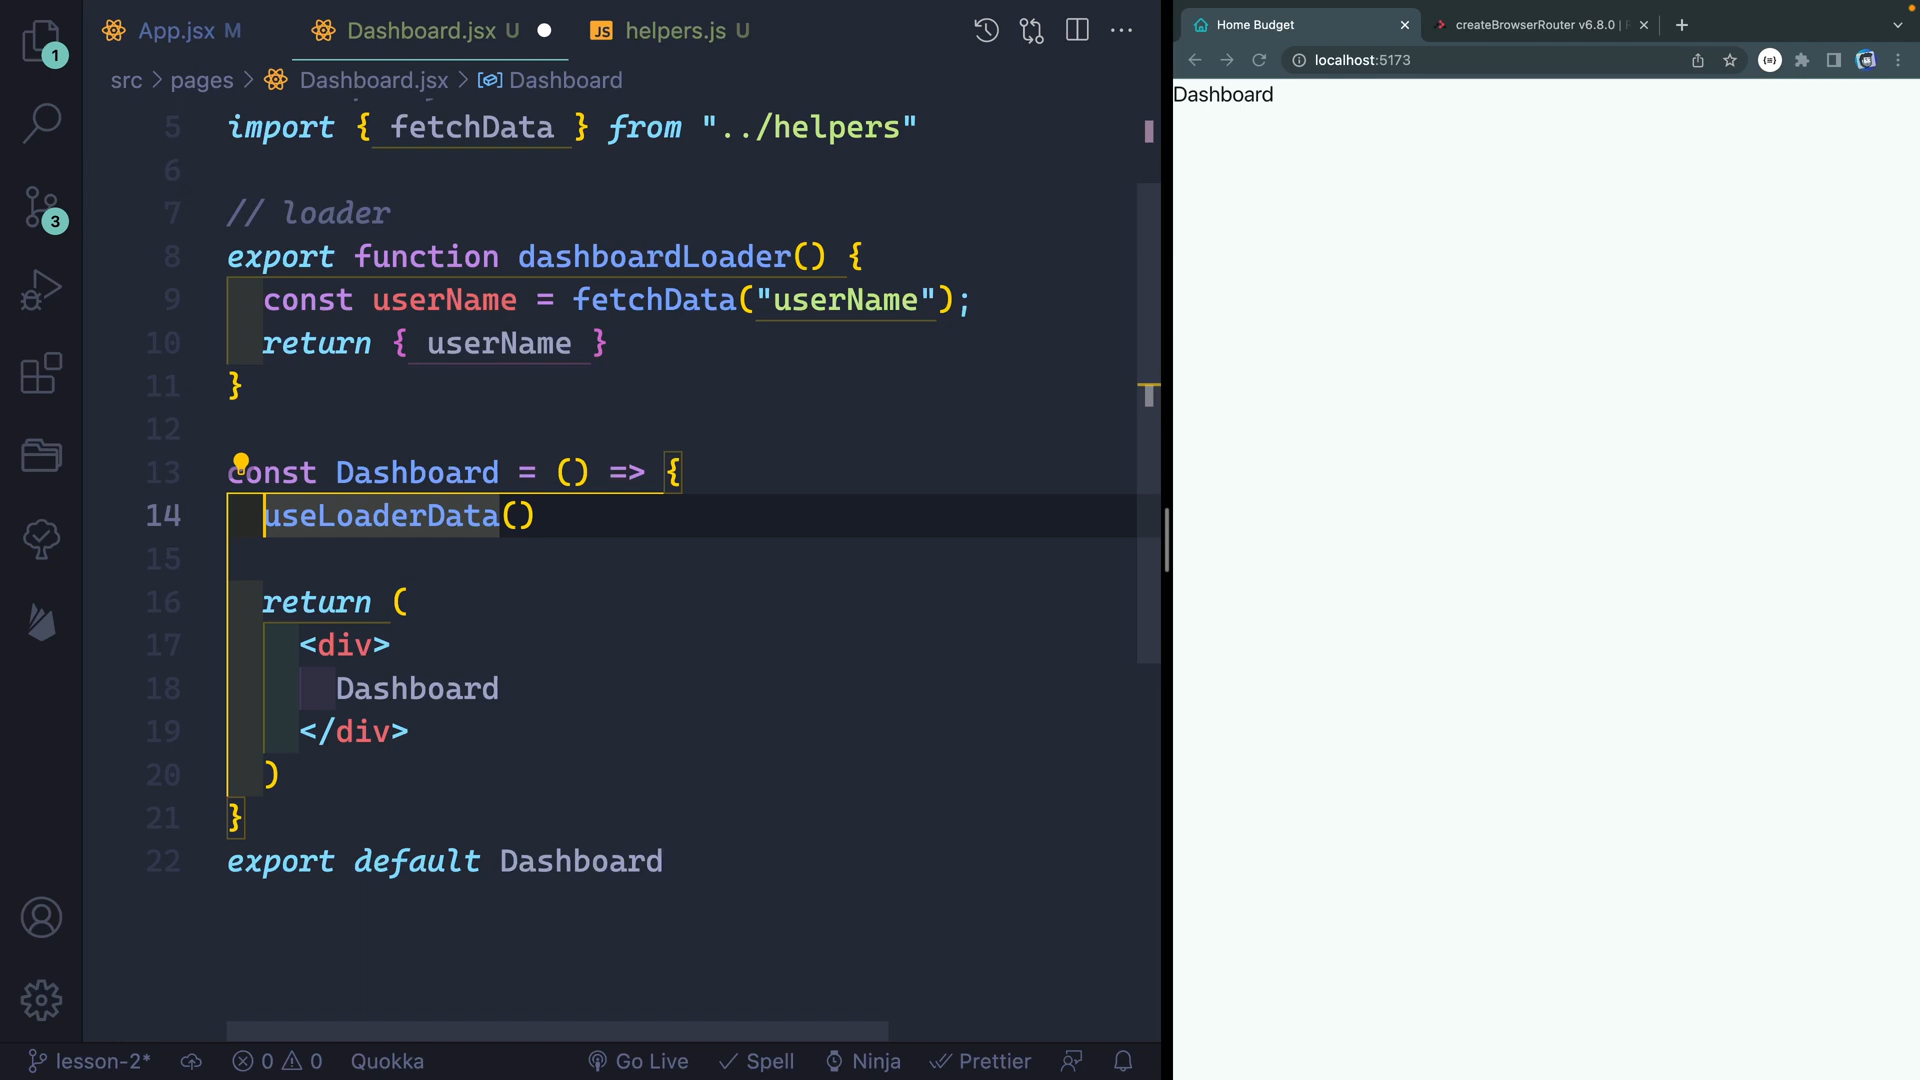 App.jsx M
Dashboard.jsx U
JS helpers.js U
src > pages > Dashboard.jsx > Dashboard
5 import { fetchData } from "../helpers"
6
7 // loader
8 export function dashboardLoader() {
9 const userName = fetchData("userName");
10 return { userName }
11 }
12
13 const Dashboard = () => {
14 useLoaderData()
15
16 return (
17 <div>
18 Dashboard
19 </div>
20 )
21 }
22 export default Dashboard
1
3
lesson-2* 0 0 Quokka Go Live Spell Ninja Prettier
Home Budget
createBrowserRouter v6.8.0 |
localhost:5173
Dashboard